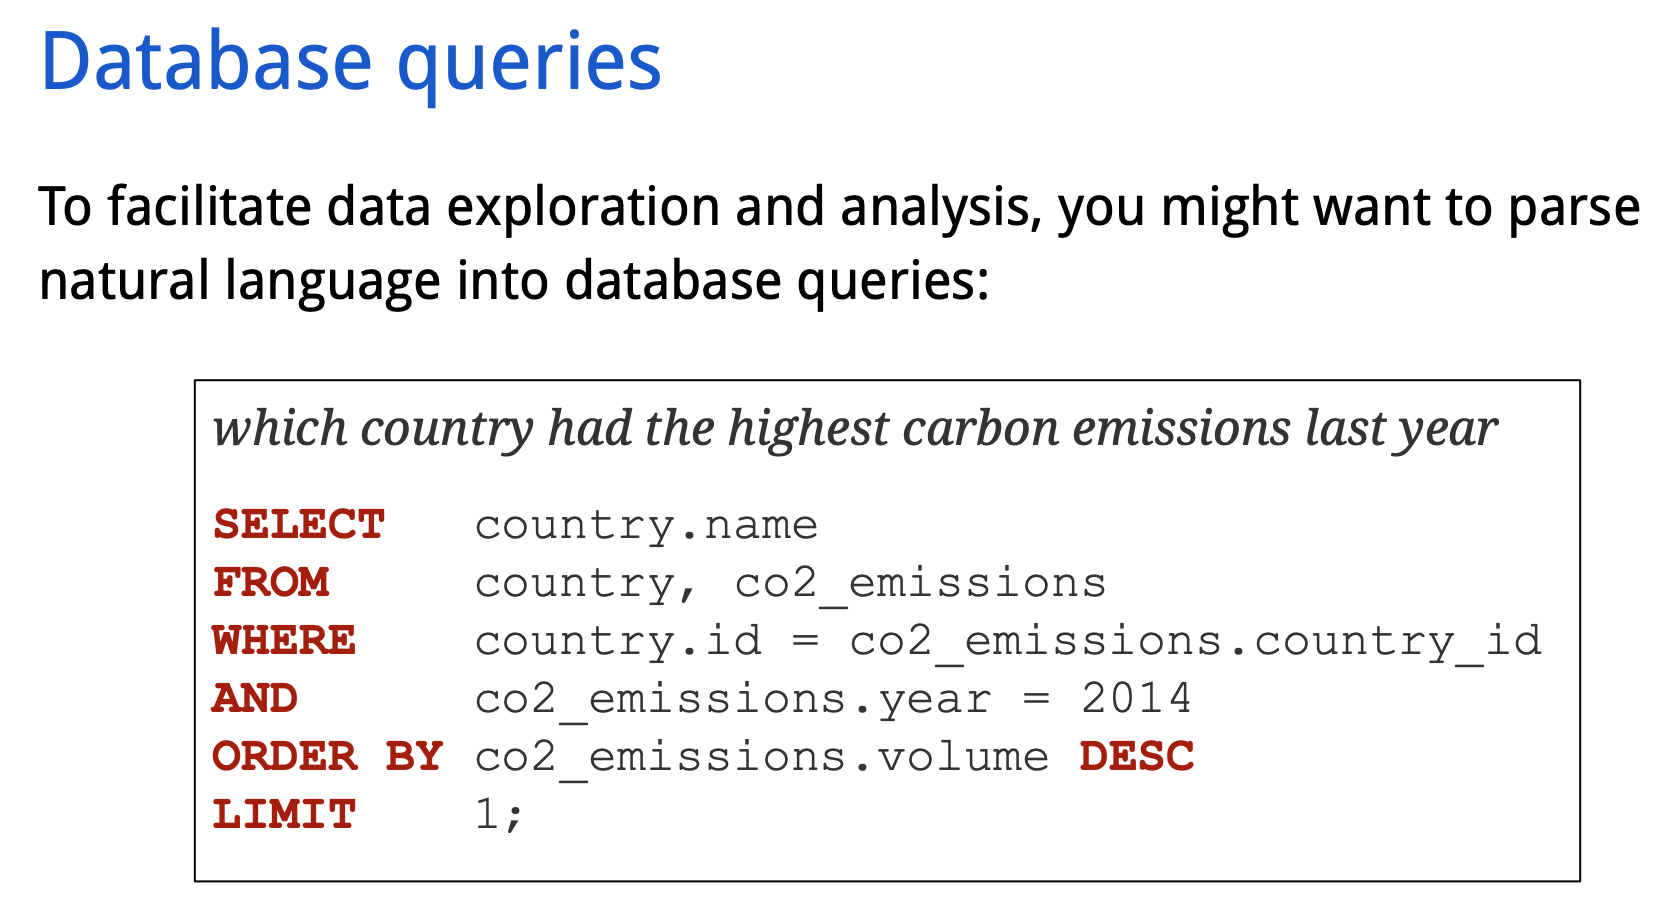 Database queries
To facilitate data exploration and analysis, you might want to parse
natural language into database queries:
which country had the highest carbon emissions last year
SELECT country.name
FROM country, co2_emissions
WHERE country.id = co2_emissions.country_id
AND co2_emissions.year = 2014
ORDER BY co2_emissions.volume DESC
LIMIT 1;